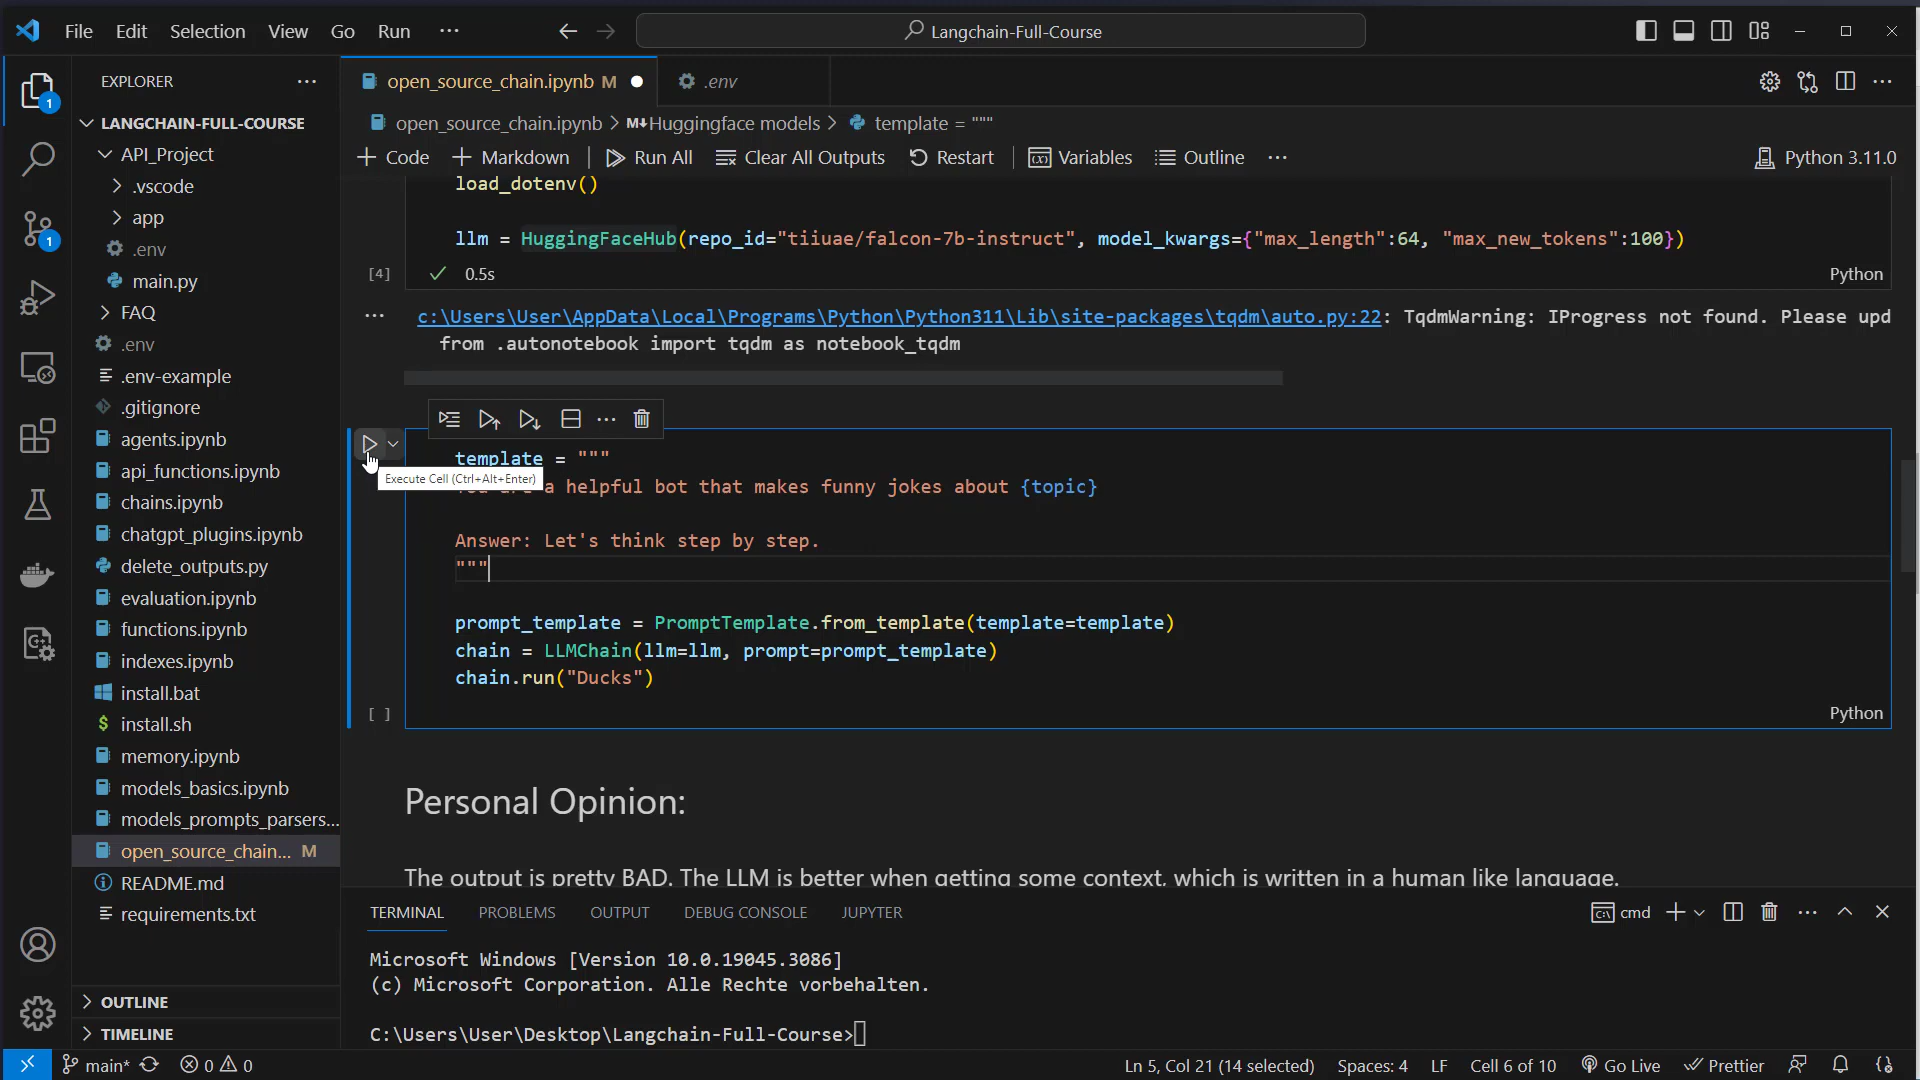 File Edit Selection View Go Run ··· Langchain-Full-Course
EXPLORER
LANGCHAIN-FULL-COURSE
API_Project
.vscode
app
.env
main.py
FAQ
.env
.env-example
.gitignore
agents.ipynb
api_functions.ipynb
chains.ipynb
chatgpt_plugins.ipynb
delete_outputs.py
evaluation.ipynb
functions.ipynb
indexes.ipynb
install.bat
install.sh
memory.ipynb
models_basics.ipynb
models_prompts_parsers...
open_source_chain... M
README.md
requirements.txt
OUTLINE
TIMELINE
1
1
open_source_chain.ipynb M .env
open_source_chain.ipynb > M↓Huggingface models > template = """
+ Code + Markdown Run All Clear All Outputs Restart Variables Outline ··· Python 3.11.0
load_dotenv()
llm = HuggingFaceHub(repo_id="tiiuae/falcon-7b-instruct", model_kwargs={"max_length":64, "max_new_tokens":100})
[4] 0.5s Python
c:\Users\User\AppData\Local\Programs\Python\Python311\Lib\site-packages\tqdm\auto.py:22: TqdmWarning: IProgress not found. Please upd
from .autonotebook import tqdm as notebook_tqdm
template = """
Execute Cell (Ctrl+Alt+Enter)
a helpful bot that makes funny jokes about {topic}
Answer: Let's think step by step.
"""
prompt_template = PromptTemplate.from_template(template=template)
chain = LLMChain(llm=llm, prompt=prompt_template)
chain.run("Ducks")
[ ] Python
Personal Opinion:
The output is pretty BAD. The LLM is better when getting some context, which is written in a human like language.
TERMINAL PROBLEMS OUTPUT DEBUG CONSOLE JUPYTER cmd
Microsoft Windows [Version 10.0.19045.3086]
(c) Microsoft Corporation. Alle Rechte vorbehalten.
C:\Users\User\Desktop\Langchain-Full-Course>
main* 0 0 Ln 5, Col 21 (14 selected) Spaces: 4 LF Cell 6 of 10 Go Live Prettier